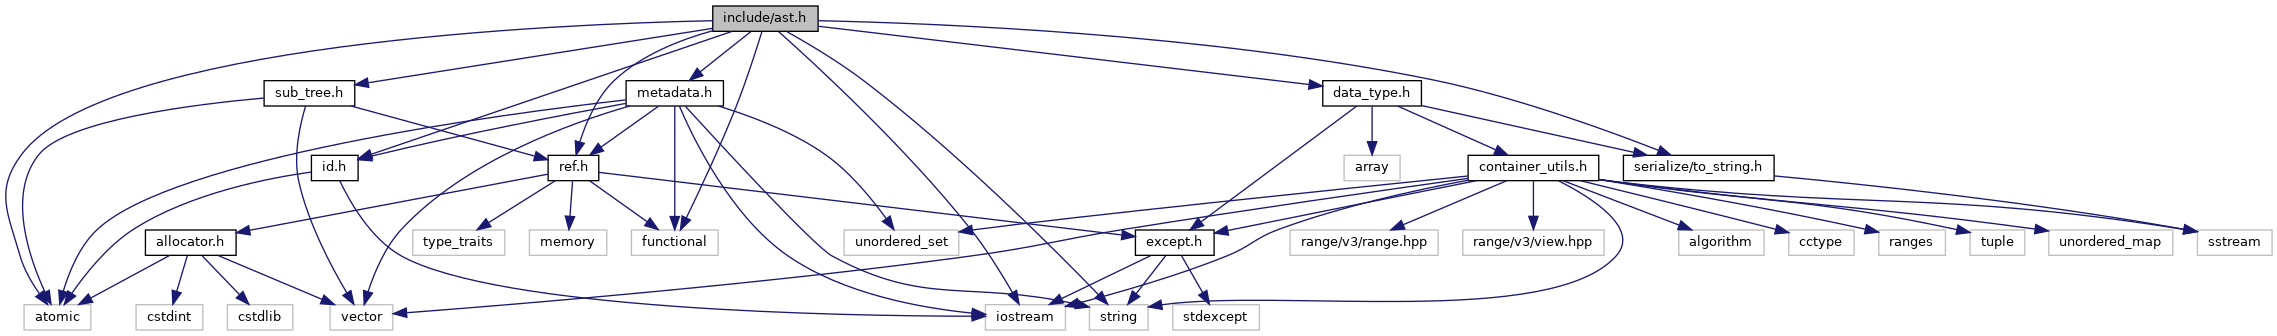 include/ast.h
sub_tree.h
metadata.h
data_type.h
id.h
ref.h
array
container_utils.h
serialize/to_string.h
allocator.h
type_traits
memory
functional
unordered_set
except.h
range/v3/range.hpp
range/v3/view.hpp
algorithm
cctype
ranges
tuple
unordered_map
sstream
atomic
cstdint
cstdlib
vector
iostream
string
stdexcept